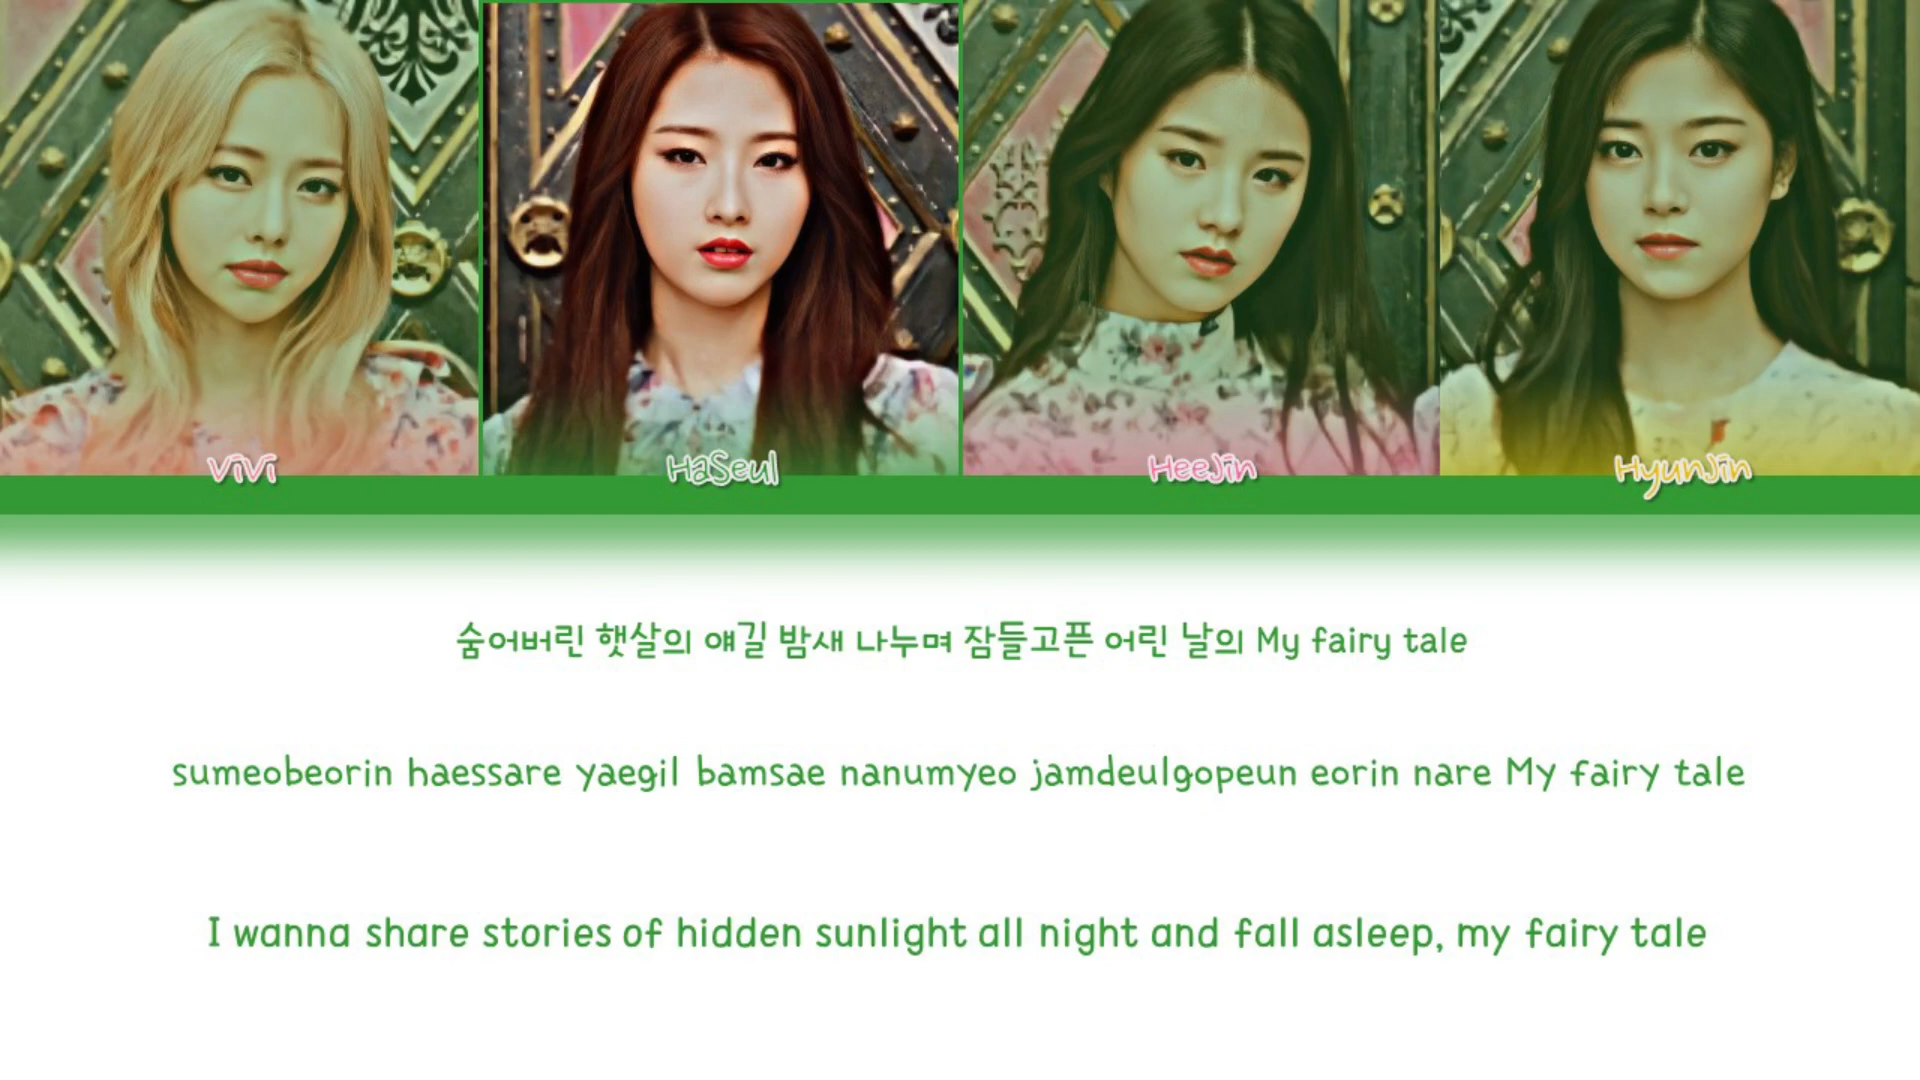 ViVi HaSeul HeeJin HyunJin
숨어버린 햇살의 얘길 밤새 나누며 잠들고픈 어린 날의 My fairy tale
sumeobeorin haessare yaegil bamsae nanumyeo jamdeulgopeun eorin nare My fairy tale
I wanna share stories of hidden sunlight all night and fall asleep, my fairy tale